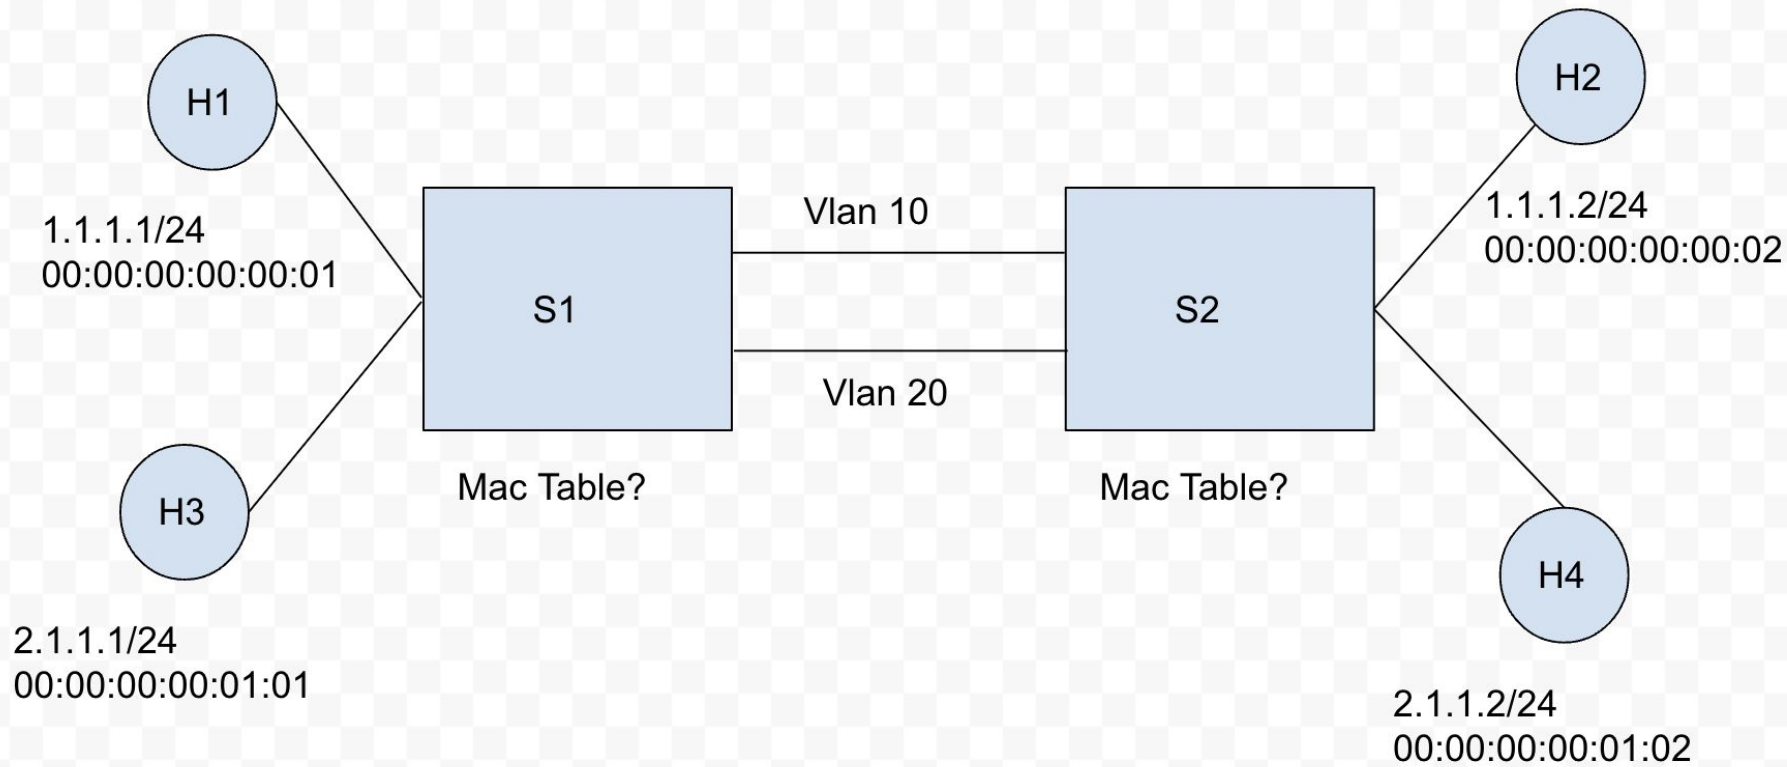 H1
H2
1.1.1.1/24
00:00:00:00:00:01
Vlan 10
1.1.1.2/24
00:00:00:00:00:02
S1
S2
Vlan 20
Mac Table?
Mac Table?
H3
H4
2.1.1.1/24
00:00:00:00:01:01
2.1.1.2/24
00:00:00:00:01:02